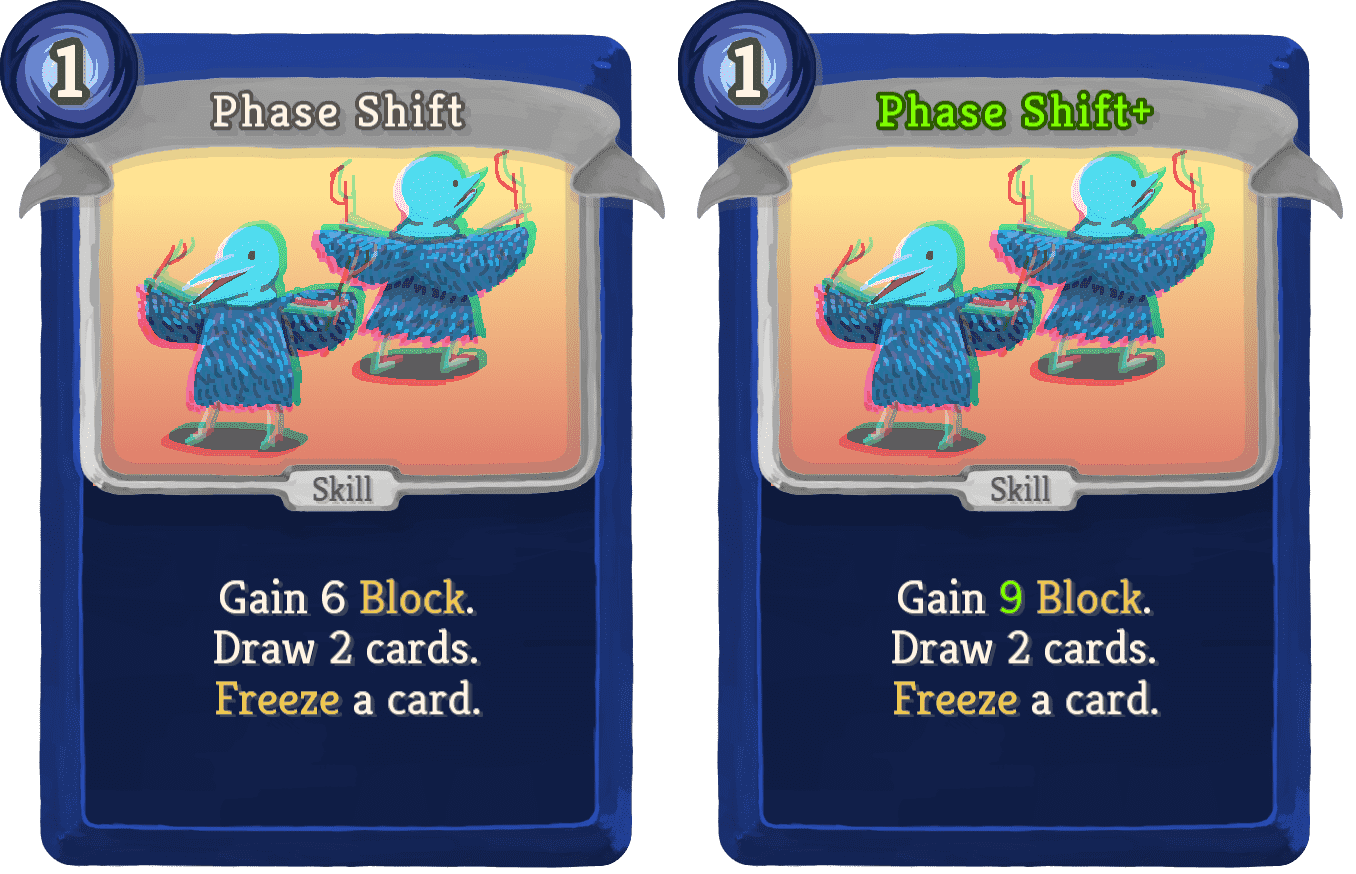 1
Phase Shift
Skill
Gain 6 Block.
Draw 2 cards.
Freeze a card.
1
Phase Shift+
Skill
Gain 9 Block.
Draw 2 cards.
Freeze a card.